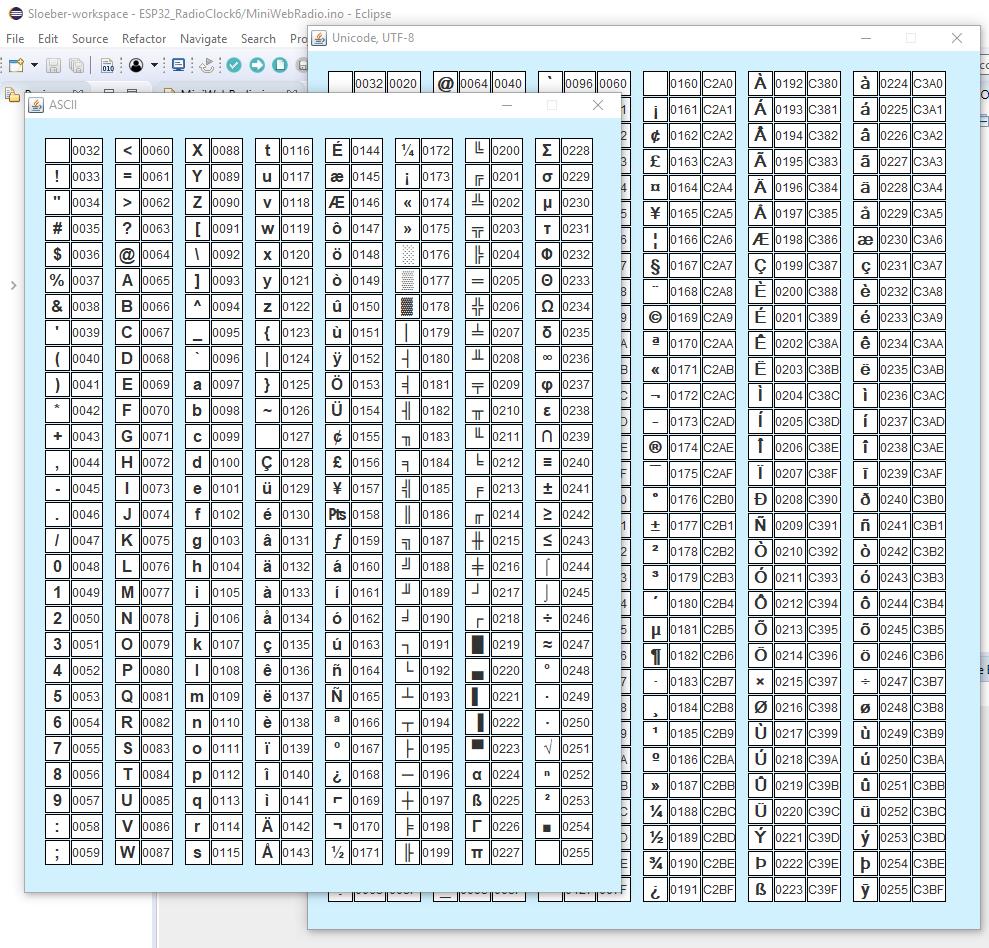 Sloeber-workspace - ESP32_RadioClock6/MiniWebRadio.ino - Eclipse
File Edit Source Refactor Navigate Search
ASCII
0032 < 0060 X 0088 t 0116 É 0144 ¼ 0172 ╚ 0200 Σ 0228
! 0033 = 0061 Y 0089 u 0117 æ 0145 ¡ 0173 ╔ 0201 σ 0229
" 0034 > 0062 Z 0090 v 0118 Æ 0146 « 0174 ╩ 0202 µ 0230
# 0035 ? 0063 [ 0091 w 0119 ô 0147 » 0175 ╦ 0203 τ 0231
$ 0036 @ 0064 \ 0092 x 0120 ö 0148 ░ 0176 ╠ 0204 Φ 0232
% 0037 A 0065 ] 0093 y 0121 ò 0149 ▒ 0177 ═ 0205 Θ 0233
& 0038 B 0066 ^ 0094 z 0122 û 0150 ▓ 0178 ╬ 0206 Ω 0234
' 0039 C 0067 _ 0095 { 0123 ù 0151 │ 0179 ╧ 0207 δ 0235
( 0040 D 0068 ` 0096 | 0124 ÿ 0152 ┤ 0180 ╨ 0208 ∞ 0236
) 0041 E 0069 a 0097 } 0125 Ö 0153 ╡ 0181 ╤ 0209 φ 0237
* 0042 F 0070 b 0098 ~ 0126 Ü 0154 ╢ 0182 ╥ 0210 ε 0238
+ 0043 G 0071 c 0099 0127 ¢ 0155 ╖ 0183 ╙ 0211 ∩ 0239
, 0044 H 0072 d 0100 Ç 0128 £ 0156 ╕ 0184 ╘ 0212 ≡ 0240
- 0045 I 0073 e 0101 ü 0129 ¥ 0157 ╣ 0185 ╒ 0213 ± 0241
. 0046 J 0074 f 0102 é 0130 ₧ 0158 ║ 0186 ╓ 0214 ≥ 0242
/ 0047 K 0075 g 0103 â 0131 ƒ 0159 ╗ 0187 ╫ 0215 ≤ 0243
0 0048 L 0076 h 0104 ä 0132 á 0160 ╝ 0188 ╪ 0216 ⌠ 0244
1 0049 M 0077 i 0105 à 0133 í 0161 ╜ 0189 ┘ 0217 ⌡ 0245
2 0050 N 0078 j 0106 å 0134 ó 0162 ╛ 0190 ┌ 0218 ÷ 0246
3 0051 O 0079 k 0107 ç 0135 ú 0163 ┐ 0191 █ 0219 ≈ 0247
4 0052 P 0080 l 0108 ê 0136 ñ 0164 └ 0192 ▄ 0220 ° 0248
5 0053 Q 0081 m 0109 ë 0137 Ñ 0165 ┴ 0193 ▌ 0221 · 0249
6 0054 R 0082 n 0110 è 0138 ª 0166 ┬ 0194 ▐ 0222 · 0250
7 0055 S 0083 o 0111 ï 0139 º 0167 ├ 0195 ▀ 0223 √ 0251
8 0056 T 0084 p 0112 î 0140 ¿ 0168 ─ 0196 α 0224 ⁿ 0252
9 0057 U 0085 q 0113 ì 0141 ⌐ 0169 ┼ 0197 ß 0225 ² 0253
: 0058 V 0086 r 0114 Ä 0142 ¬ 0170 ╞ 0198 Γ 0226 ■ 0254
; 0059 W 0087 s 0115 Å 0143 ½ 0171 ╟ 0199 π 0227 0255
Unicode, UTF-8
0032 0020 @ 0064 0040 ` 0096 0060 0160 C2A0 À 0192 C380 à 0224 C3A0
¡ 0161 C2A1 Á 0193 C381 á 0225 C3A1
¢ 0162 C2A2 Â 0194 C382 â 0226 C3A2
£ 0163 C2A3 Ã 0195 C383 ã 0227 C3A3
¤ 0164 C2A4 Ä 0196 C384 ä 0228 C3A4
¥ 0165 C2A5 Å 0197 C385 å 0229 C3A5
¦ 0166 C2A6 Æ 0198 C386 æ 0230 C3A6
§ 0167 C2A7 Ç 0199 C387 ç 0231 C3A7
¨ 0168 C2A8 È 0200 C388 è 0232 C3A8
© 0169 C2A9 É 0201 C389 é 0233 C3A9
ª 0170 C2AA Ê 0202 C38A ê 0234 C3AA
« 0171 C2AB Ë 0203 C38B ë 0235 C3AB
¬ 0172 C2AC Ì 0204 C38C ì 0236 C3AC
- 0173 C2AD Í 0205 C38D í 0237 C3AD
® 0174 C2AE Î 0206 C38E î 0238 C3AE
¯ 0175 C2AF Ï 0207 C38F ï 0239 C3AF
° 0176 C2B0 Ð 0208 C390 ð 0240 C3B0
± 0177 C2B1 Ñ 0209 C391 ñ 0241 C3B1
² 0178 C2B2 Ò 0210 C392 ò 0242 C3B2
³ 0179 C2B3 Ó 0211 C393 ó 0243 C3B3
´ 0180 C2B4 Ô 0212 C394 ô 0244 C3B4
µ 0181 C2B5 Õ 0213 C395 õ 0245 C3B5
¶ 0182 C2B6 Ö 0214 C396 ö 0246 C3B6
· 0183 C2B7 × 0215 C397 ÷ 0247 C3B7
¸ 0184 C2B8 Ø 0216 C398 ø 0248 C3B8
¹ 0185 C2B9 Ù 0217 C399 ù 0249 C3B9
º 0186 C2BA Ú 0218 C39A ú 0250 C3BA
» 0187 C2BB Û 0219 C39B û 0251 C3BB
¼ 0188 C2BC Ü 0220 C39C ü 0252 C3BC
½ 0189 C2BD Ý 0221 C39D ý 0253 C3BD
¾ 0190 C2BE Þ 0222 C39E þ 0254 C3BE
¿ 0191 C2BF ß 0223 C39F ÿ 0255 C3BF